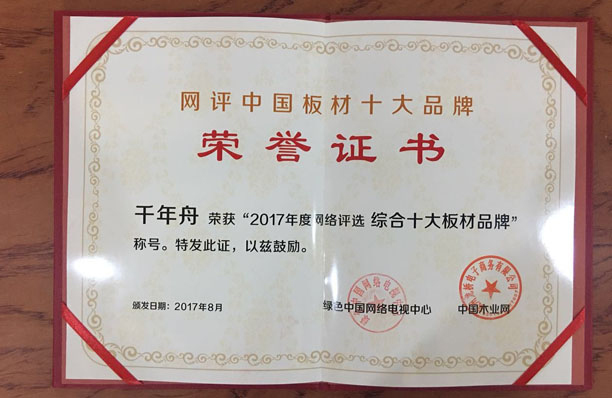 网评中国板材十大品牌
荣誉证书
千年舟 荣获“2017年度网络评选 综合十大板材品牌”
称号。特发此证，以兹鼓励。
颁发日期：2017年8月
绿色中国网络电视中心 中国木业网